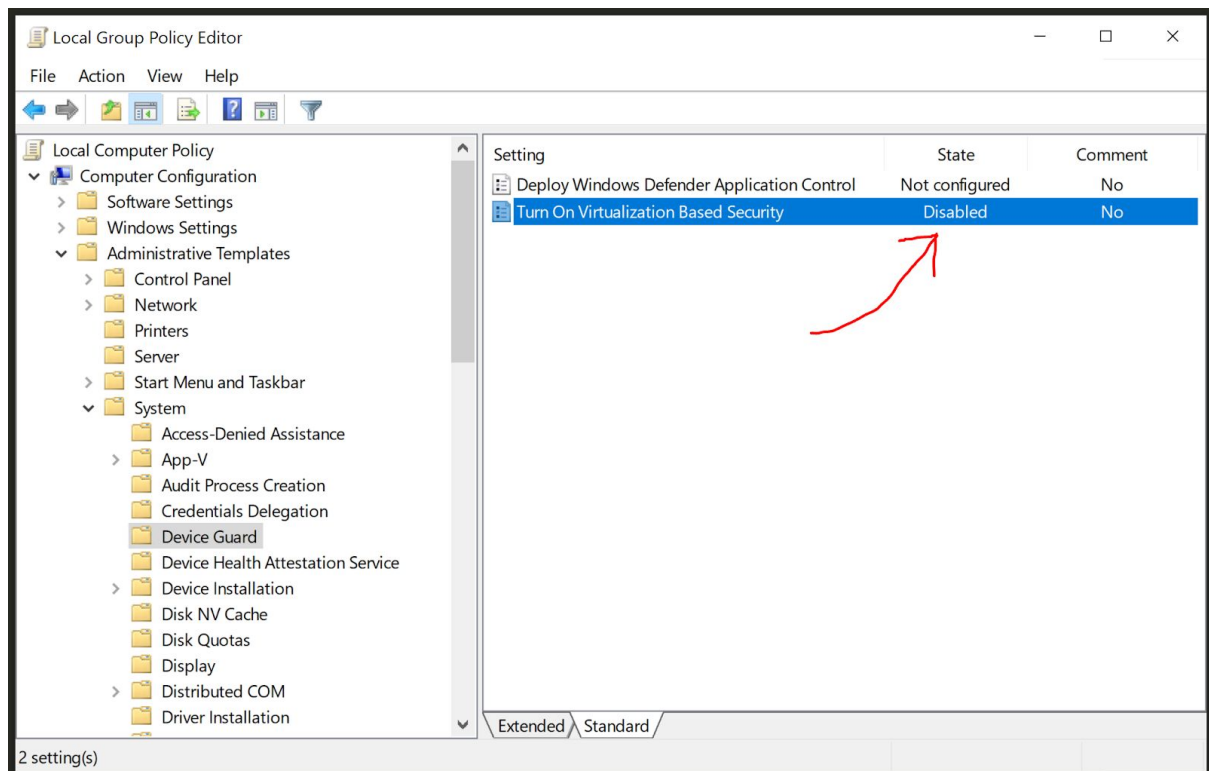 Local Group Policy Editor
File Action View Help
Local Computer Policy
Computer Configuration
Software Settings
Windows Settings
Administrative Templates
Control Panel
Network
Printers
Server
Start Menu and Taskbar
System
Access-Denied Assistance
App-V
Audit Process Creation
Credentials Delegation
Device Guard
Device Health Attestation Service
Device Installation
Disk NV Cache
Disk Quotas
Display
Distributed COM
Driver Installation
Setting State Comment
Deploy Windows Defender Application Control Not configured No
Turn On Virtualization Based Security Disabled No
Extended Standard
2 setting(s)